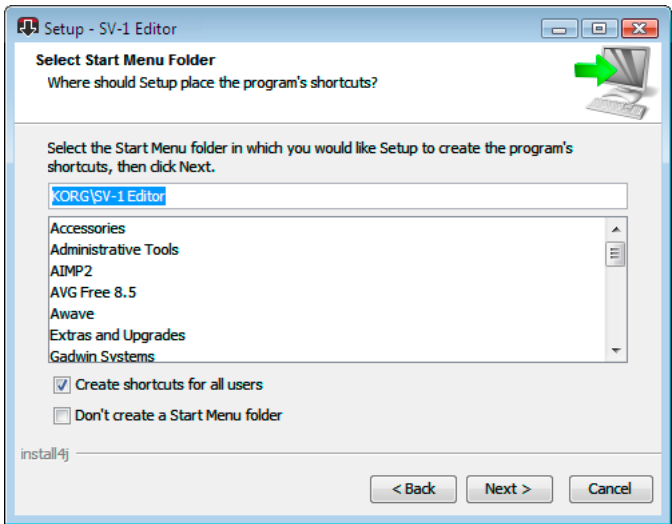 Setup - SV-1 Editor
Select Start Menu Folder
Where should Setup place the program's shortcuts?
Select the Start Menu folder in which you would like Setup to create the program's
shortcuts, then click Next.
KORG\SV-1 Editor
Accessories
Administrative Tools
AIMP2
AVG Free 8.5
Awave
Extras and Upgrades
Gadwin Systems
Create shortcuts for all users
Don't create a Start Menu folder
install4j
< Back Next > Cancel